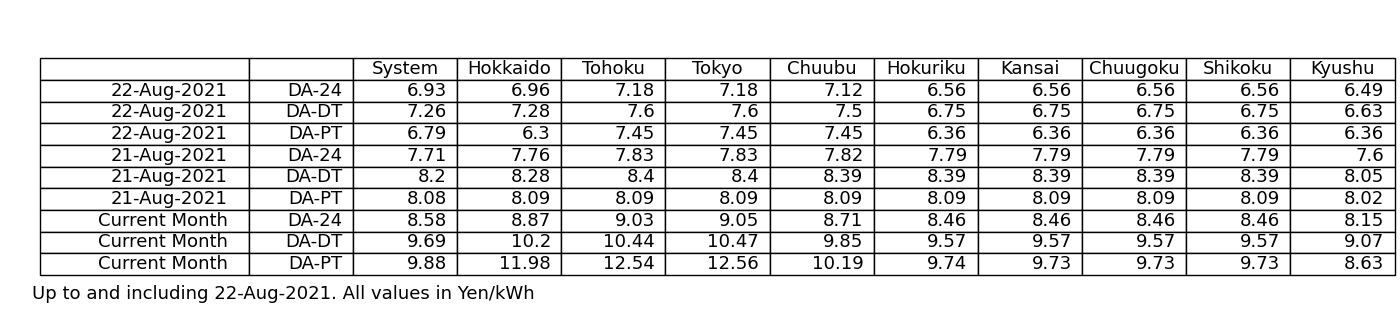 System Hokkaido Tohoku Tokyo Chuubu Hokuriku Kansai Chuugoku Shikoku Kyushu
22-Aug-2021 DA-24 6.93 6.96 7.18 7.18 7.12 6.56 6.56 6.56 6.56 6.49
22-Aug-2021 DA-DT 7.26 7.28 7.6 7.6 7.5 6.75 6.75 6.75 6.75 6.63
22-Aug-2021 DA-PT 6.79 6.3 7.45 7.45 7.45 6.36 6.36 6.36 6.36 6.36
21-Aug-2021 DA-24 7.71 7.76 7.83 7.83 7.82 7.79 7.79 7.79 7.79 7.6
21-Aug-2021 DA-DT 8.2 8.28 8.4 8.4 8.39 8.39 8.39 8.39 8.39 8.05
21-Aug-2021 DA-PT 8.08 8.09 8.09 8.09 8.09 8.09 8.09 8.09 8.09 8.02
Current Month DA-24 8.58 8.87 9.03 9.05 8.71 8.46 8.46 8.46 8.46 8.15
Current Month DA-DT 9.69 10.2 10.44 10.47 9.85 9.57 9.57 9.57 9.57 9.07
Current Month DA-PT 9.88 11.98 12.54 12.56 10.19 9.74 9.73 9.73 9.73 8.63
Up to and including 22-Aug-2021. All values in Yen/kWh